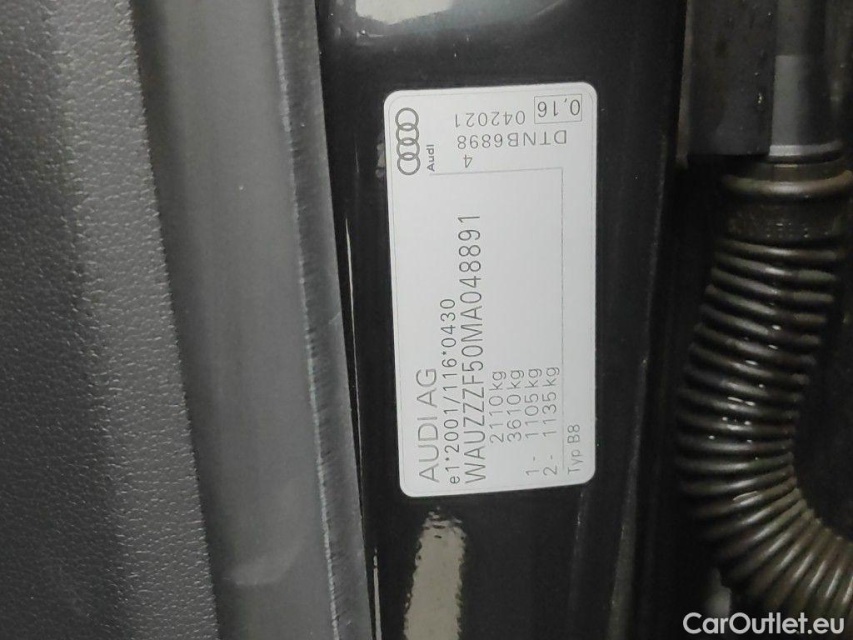 AUDI AG
Audi
e1*2001/116*0430
WAUZZZF50MA048891
2110kg
3610kg
1- 1105kg
2- 1135kg
Typ B8
4
DTNB6898
042021
0,16
CarOutlet.eu